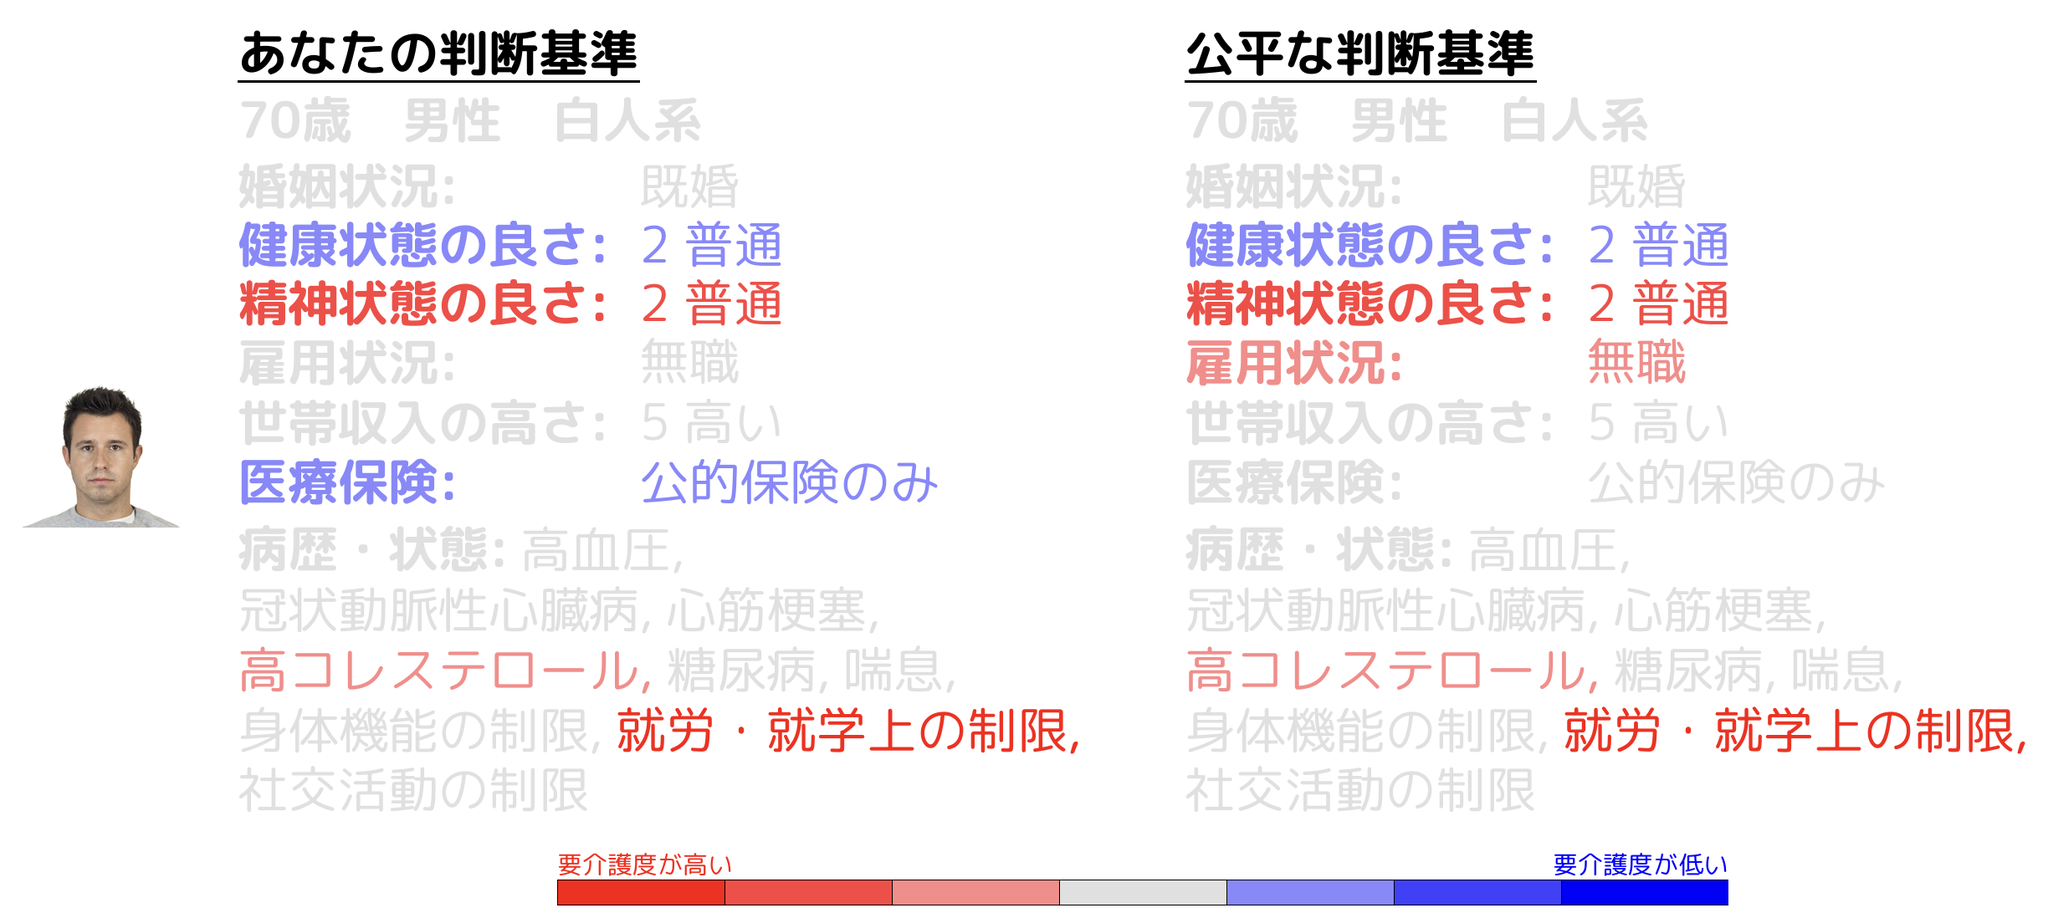 あなたの判断基準
70歳 男性 白人系
婚姻状況: 既婚
健康状態の良さ: 2 普通
精神状態の良さ: 2 普通
雇用状況: 無職
世帯収入の高さ: 5 高い
医療保険: 公的保険のみ
病歴・状態: 高血圧,
冠状動脈性心臓病, 心筋梗塞,
高コレステロール, 糖尿病, 喘息,
身体機能の制限, 就労・就学上の制限,
社交活動の制限
公平な判断基準
70歳 男性 白人系
婚姻状況: 既婚
健康状態の良さ: 2 普通
精神状態の良さ: 2 普通
雇用状況: 無職
世帯収入の高さ: 5 高い
医療保険: 公的保険のみ
病歴・状態: 高血圧,
冠状動脈性心臓病, 心筋梗塞,
高コレステロール, 糖尿病, 喘息,
身体機能の制限, 就労・就学上の制限,
社交活動の制限
要介護度が高い
要介護度が低い